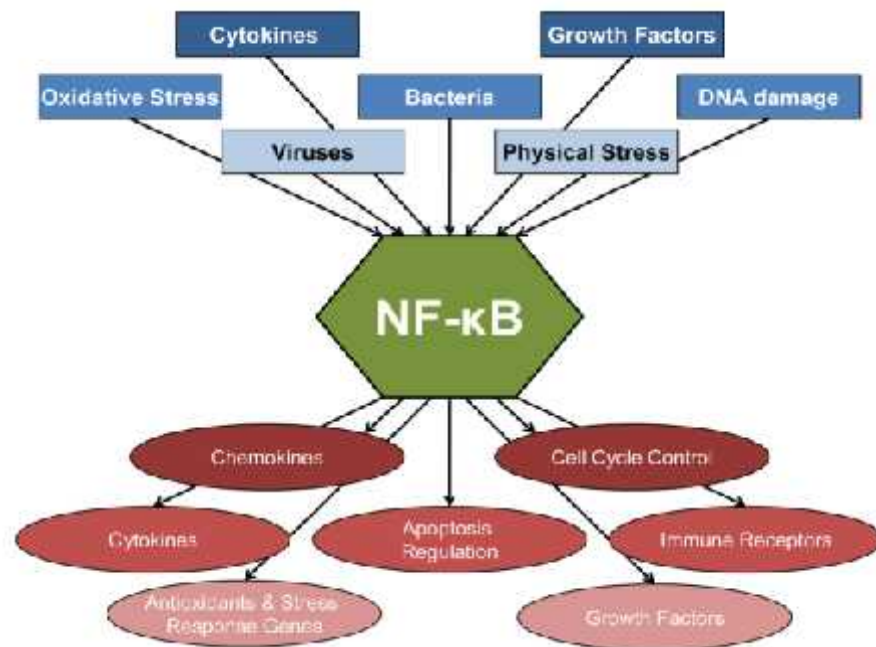 Cytokines
Growth Factors
Oxidative Stress
Bacteria
DNA damage
Viruses
Physical Stress
NF-κB
Chemokines
Cell Cycle Control
Cytokines
Apoptosis
Regulation
Immune Receptors
Antioxidants & Stress
Response Genes
Growth Factors